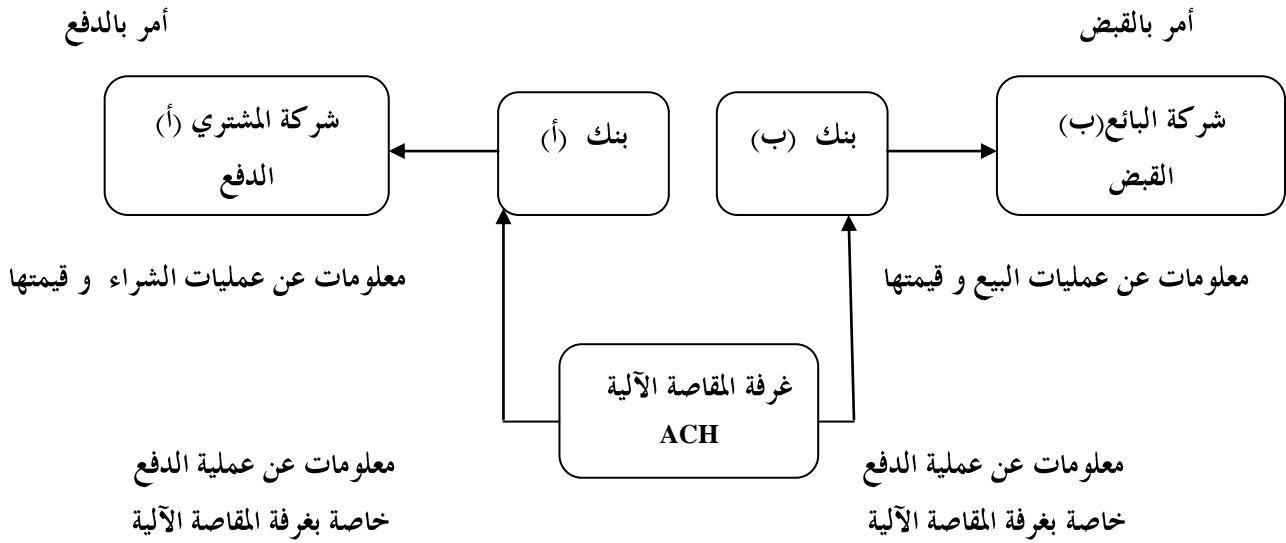 أمر بالقبض
أمر بالدفع
شركة البائع(ب)
القبض
بنك (ب)
بنك (أ)
شركة المشتري (أ)
الدفع
معلومات عن عمليات البيع و قيمتها
معلومات عن عمليات الشراء و قيمتها
غرفة المقاصة الآلية
ACH
معلومات عن عملية الدفع
خاصة بغرفة المقاصة الآلية
معلومات عن عملية الدفع
خاصة بغرفة المقاصة الآلية